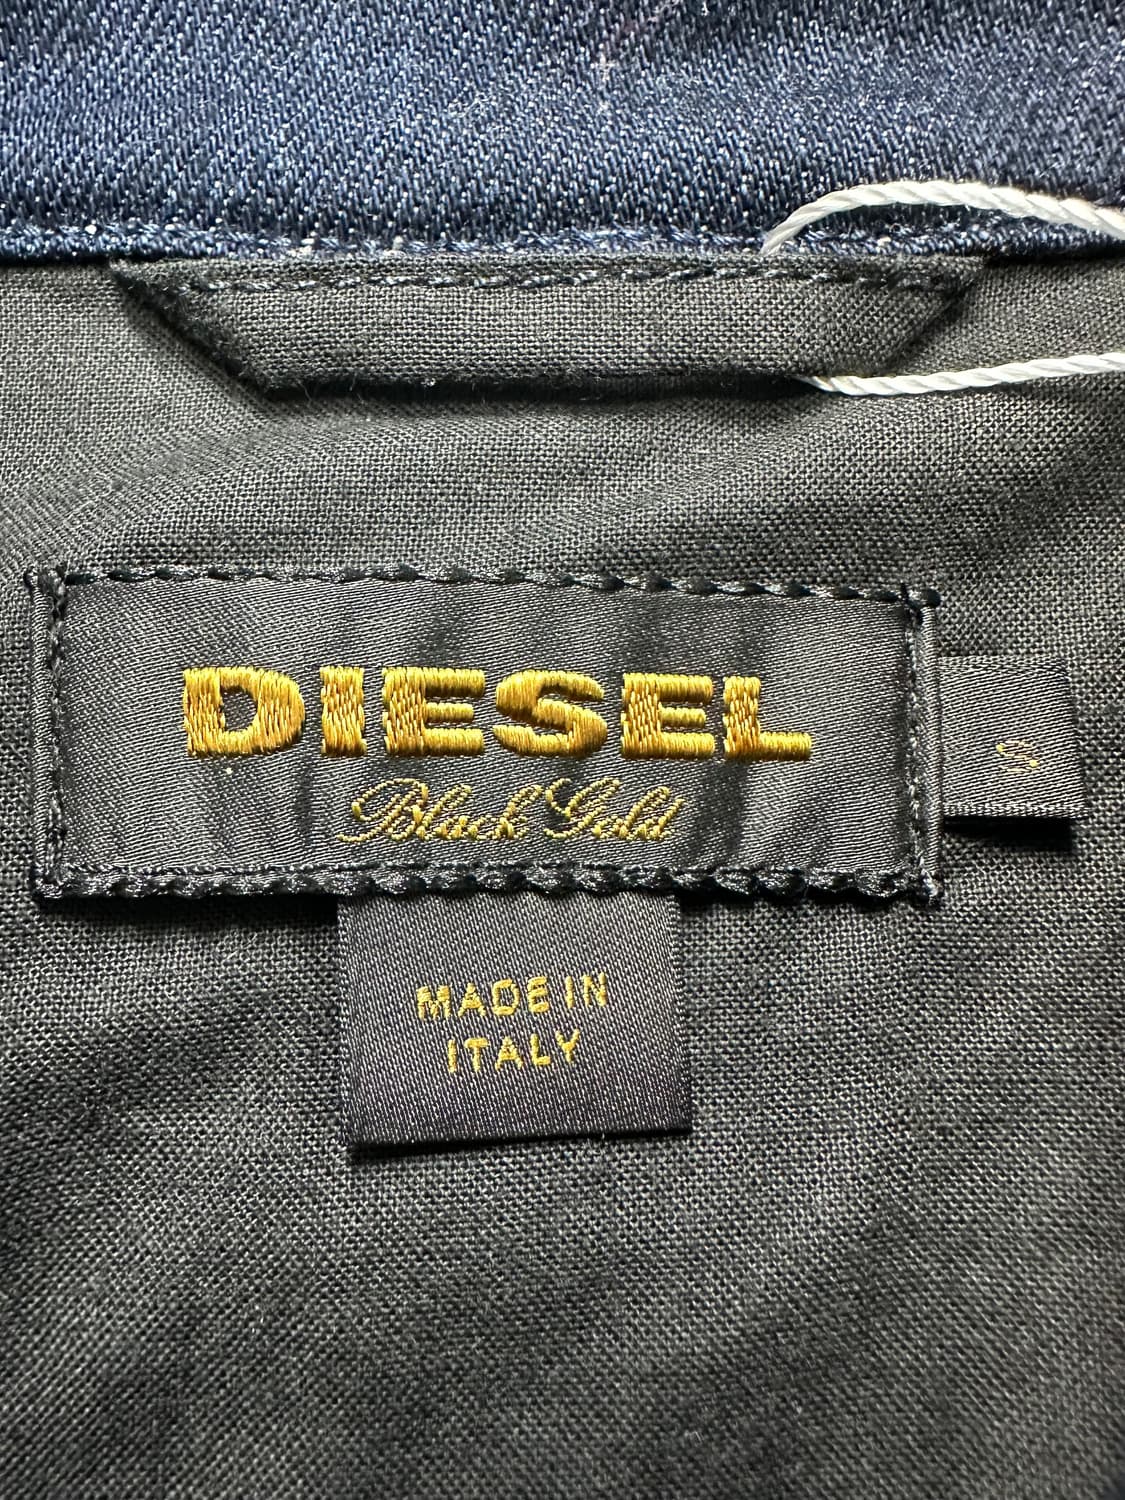 DIESEL
Black Gold
S
MADE IN
ITALY